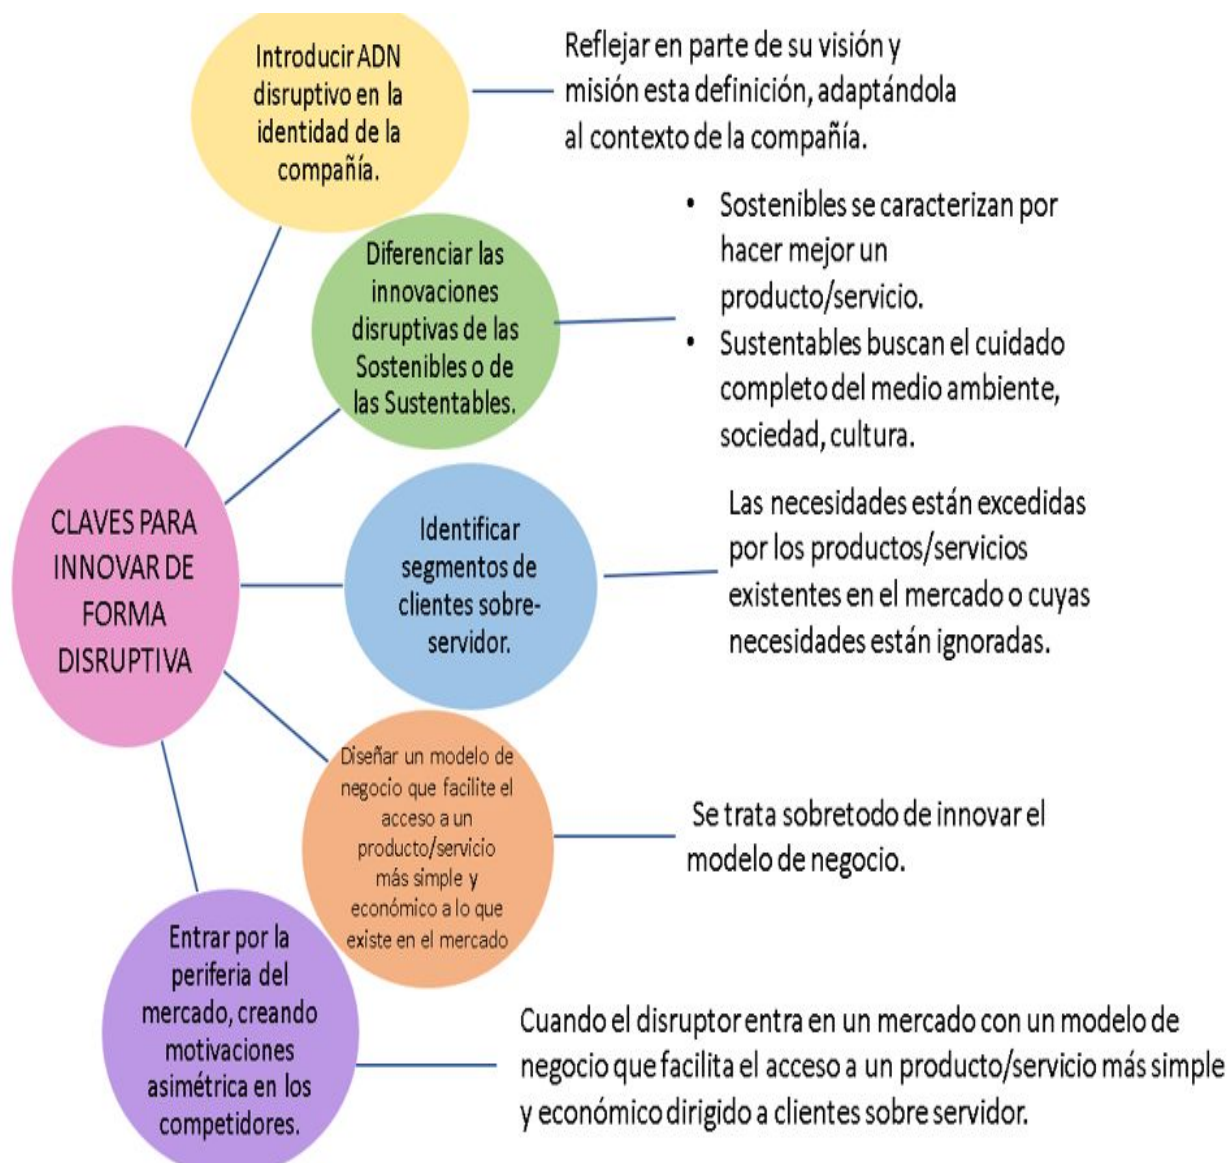 Introducir ADN
disruptivo en la
identidad de la
compañía.
Reflejar en parte de su visión y
misión esta definición, adaptándola
al contexto de la compañía.
Diferenciar las
innovaciones
disruptivas de las
Sostenibles o de
las Sustentables.
• Sostenibles se caracterizan por
hacer mejor un
producto/servicio.
• Sustentables buscan el cuidado
completo del medio ambiente,
sociedad, cultura.
CLAVES PARA
INNOVAR DE
FORMA
DISRUPTIVA
Identificar
segmentos de
clientes sobre-
servidor.
Las necesidades están excedidas
por los productos/servicios
existentes en el mercado o cuyas
necesidades están ignoradas.
Diseñar un modelo de
negocio que facilite el
acceso a un
producto/servicio
más simple y
económico a lo que
existe en el mercado
Se trata sobretodo de innovar el
modelo de negocio.
Entrar por la
periferia del
mercado, creando
motivaciones
asimétrica en los
competidores.
Cuando el disruptor entra en un mercado con un modelo de
negocio que facilita el acceso a un producto/servicio más simple
y económico dirigido a clientes sobre servidor.